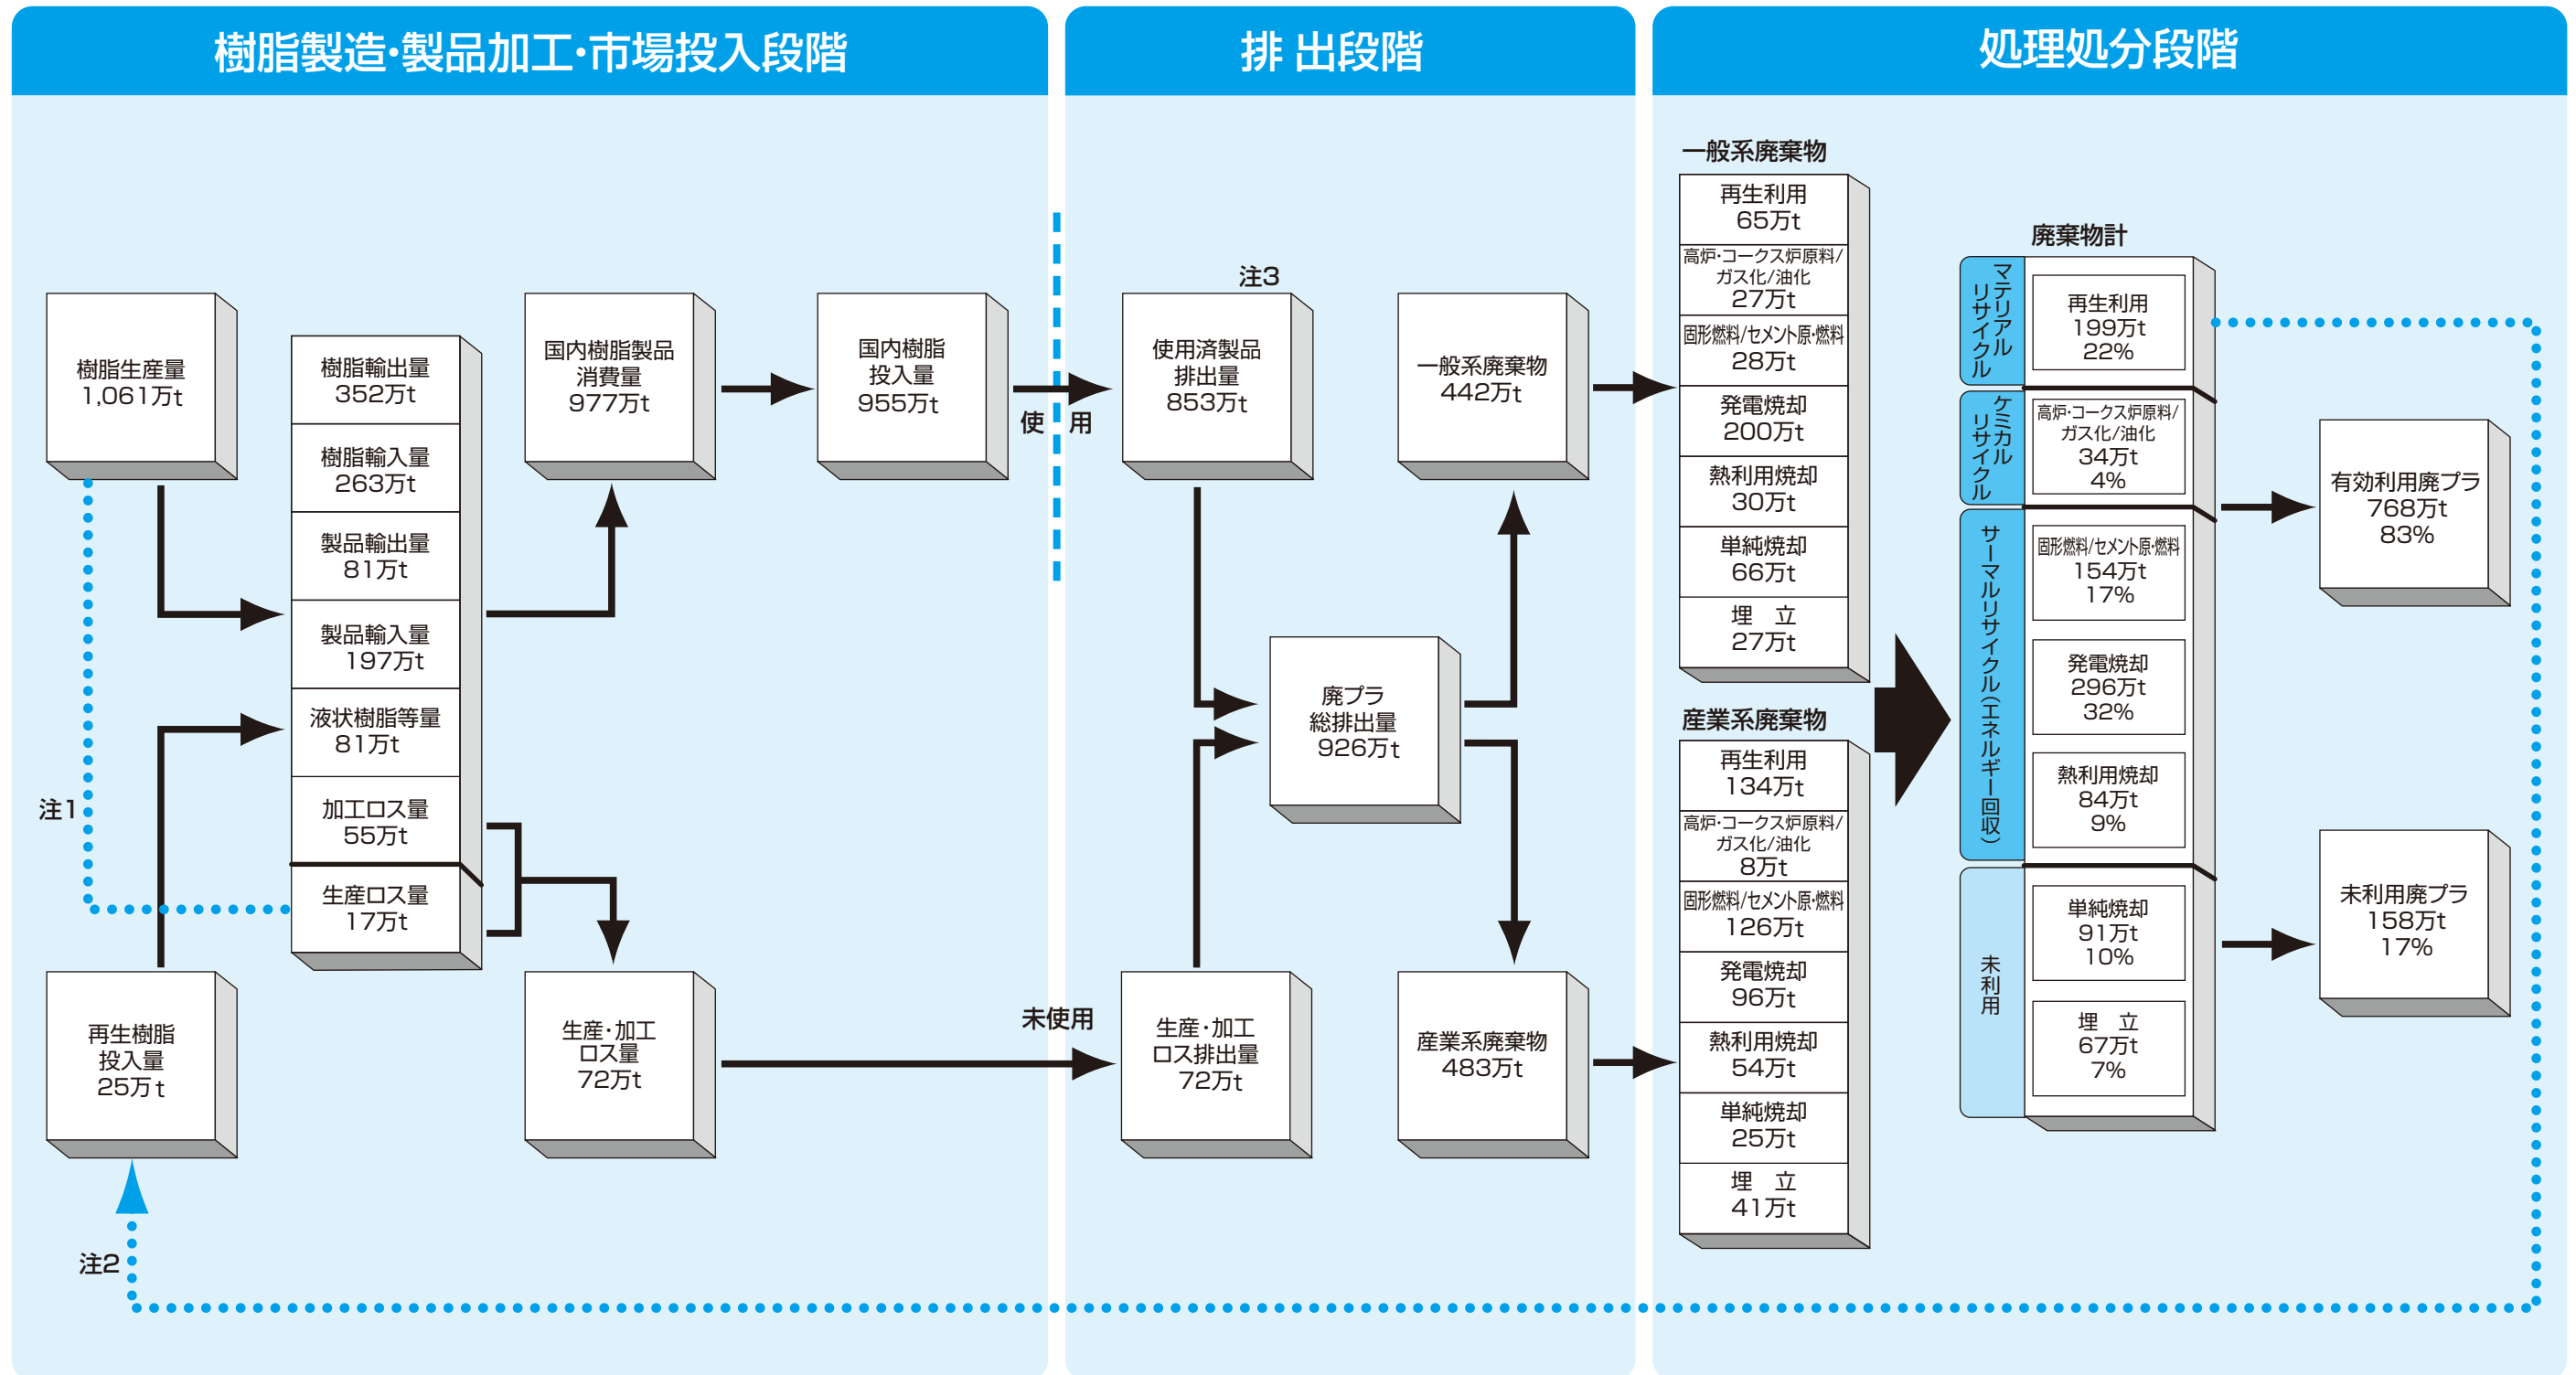 樹脂製造・製品加工・市場投入段階
樹脂生産量
1,061万t
樹脂輸出量
352万t
樹脂輸入量
263万t
製品輸出量
81万t
製品輸入量
197万t
液状樹脂等量
81万t
加工ロス量
55万t
生産ロス量
17万t
注1
再生樹脂
投入量
25万t
注2
国内樹脂製品
消費量
977万t
国内樹脂
投入量
955万t
生産・加工
ロス量
72万t
使 用
未使用
排出段階
注3
使用済製品
排出量
853万t
廃プラ
総排出量
926万t
生産・加工
ロス排出量
72万t
一般系廃棄物
442万t
産業系廃棄物
483万t
処理処分段階
一般系廃棄物
再生利用
65万t
高炉・コークス炉原料/
ガス化/油化
27万t
固形燃料/セメント原・燃料
28万t
発電焼却
200万t
熱利用焼却
30万t
単純焼却
66万t
埋 立
27万t
産業系廃棄物
再生利用
134万t
高炉・コークス炉原料/
ガス化/油化
8万t
固形燃料/セメント原・燃料
126万t
発電焼却
96万t
熱利用焼却
54万t
単純焼却
25万t
埋 立
41万t
廃棄物計
マテリアル
リサイクル
再生利用
199万t
22%
ケミカル
リサイクル
高炉・コークス炉原料/
ガス化/油化
34万t
4%
サーマルリサイクル(エネルギー回収)
固形燃料/セメント原・燃料
154万t
17%
発電焼却
296万t
32%
熱利用焼却
84万t
9%
未利用
単純焼却
91万t
10%
埋 立
67万t
7%
有効利用廃プラ
768万t
83%
未利用廃プラ
158万t
17%